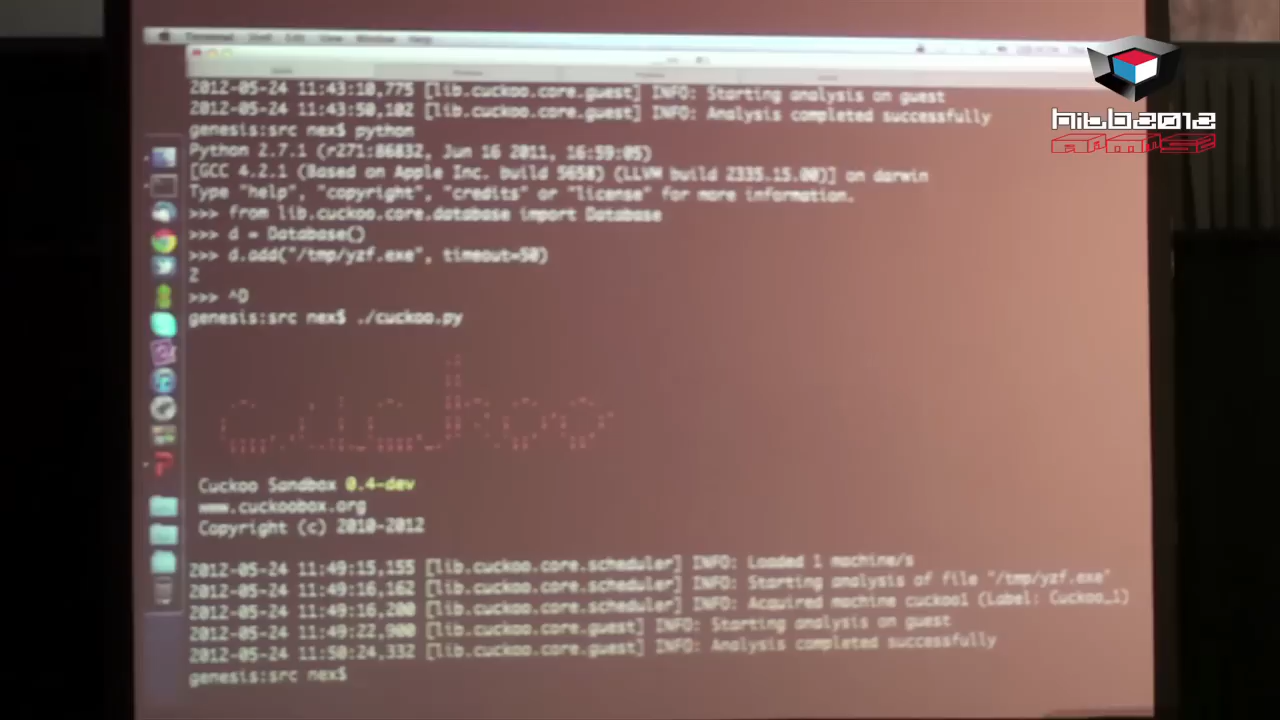 Terminal Shell Edit View Window Help
2012-05-24 11:43:10,775 [lib.cuckoo.core.guest] INFO: Starting analysis on guest
2012-05-24 11:43:50,102 [lib.cuckoo.core.guest] INFO: Analysis completed successfully
genesis:src nex$ python
Python 2.7.1 (r271:86832, Jun 16 2011, 16:59:05)
[GCC 4.2.1 (Based on Apple Inc. build 5658) (LLVM build 2335.15.00)] on darwin
Type "help", "copyright", "credits" or "license" for more information.
>>> from lib.cuckoo.core.database import Database
>>> d = Database()
>>> d.add("/tmp/yzf.exe", timeout=50)
2
>>> ^D
genesis:src nex$ ./cuckoo.py
cuckoo
Cuckoo Sandbox 0.4-dev
www.cuckoobox.org
Copyright (c) 2010-2012
2012-05-24 11:49:15,155 [lib.cuckoo.core.scheduler] INFO: Loaded 1 machine/s
2012-05-24 11:49:16,162 [lib.cuckoo.core.scheduler] INFO: Starting analysis of file "/tmp/yzf.exe"
2012-05-24 11:49:16,200 [lib.cuckoo.core.scheduler] INFO: Acquired machine cuckoo1 (Label: Cuckoo_1)
2012-05-24 11:49:22,900 [lib.cuckoo.core.guest] INFO: Starting analysis on guest
2012-05-24 11:50:24,332 [lib.cuckoo.core.guest] INFO: Analysis completed successfully
genesis:src nex$
hitb2012
ams